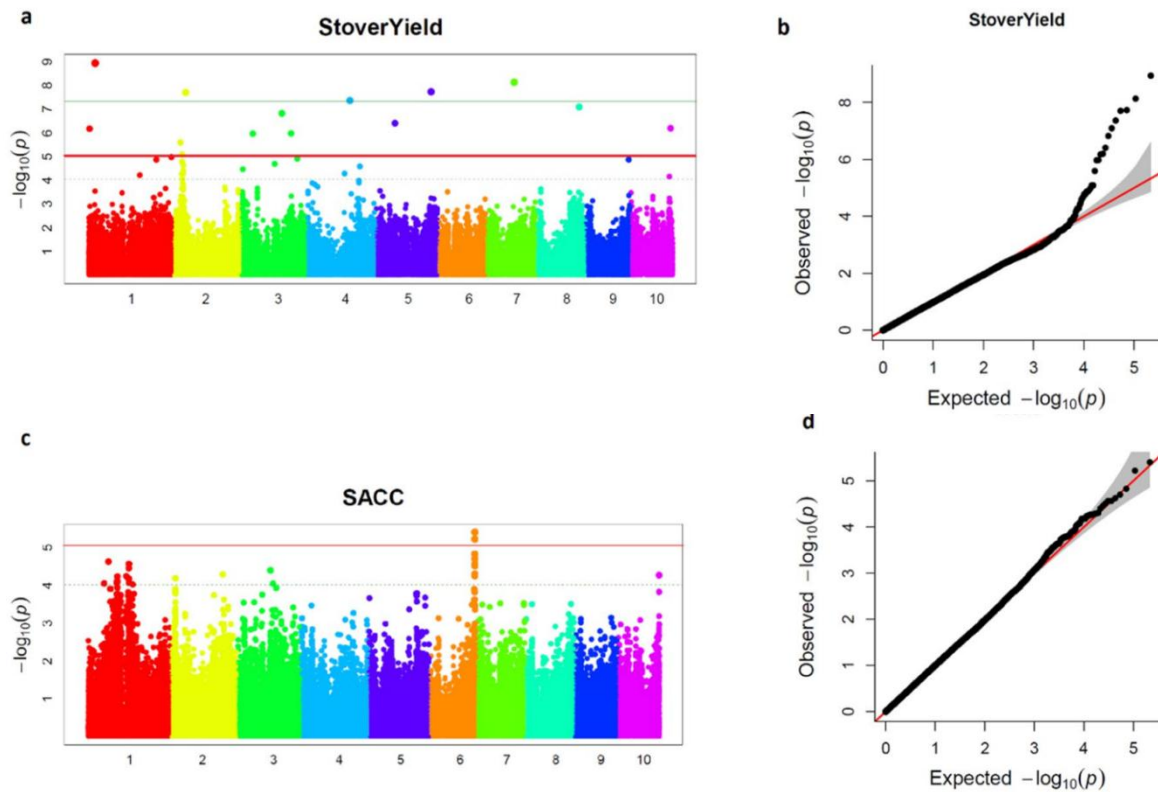 a
StoverYield
−log₁₀(p)
9
8
7
6
5
4
3
2
1
1 2 3 4 5 6 7 8 9 10
b
StoverYield
Observed −log₁₀(p)
8
6
4
2
0
0 1 2 3 4 5
Expected −log₁₀(p)
c
SACC
−log₁₀(p)
5
4
3
2
1
1 2 3 4 5 6 7 8 9 10
d
Observed −log₁₀(p)
5
4
3
2
1
0
0 1 2 3 4 5
Expected −log₁₀(p)